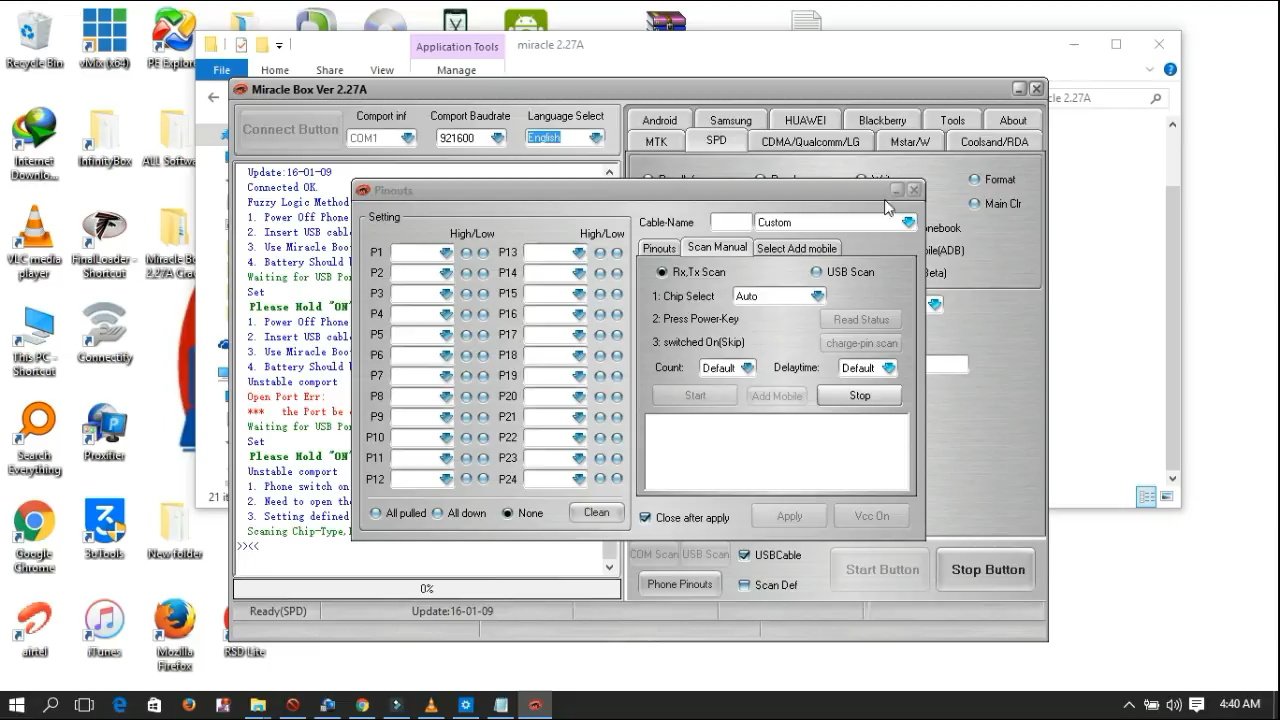 Recycle Bin
vMix (x64)
PE Explorer
Internet
Downlo...
InfinityBox
ALL Softwa
VLC media
player
FinalLoader -
Shortcut
Miracle B
2.27A Cra
This PC -
Shortcut
Connectify
Search
Everything
Proxifier
Google
Chrome
3uTools
New folder
airtel
iTunes
Mozilla
Firefox
RSD Lite
Application Tools
miracle 2.27A
File
Home
Share
View
Manage
cle 2.27A
21 it
Miracle Box Ver 2.27A
Connect Button
Comport inf
Comport Baudrate
Language Select
COM1
921600
English
Android
Samsung
HUAWEI
Blackberry
Tools
About
MTK
SPD
CDMA/Qualcomm/LG
Mstar/W
Coolsand/RDA
Format
Main Clr
onebook
bile(ADB)
Beta)
Update:16-01-09
Connected OK.
Fuzzy Logic Method
1. Power Off Phone
2. Insert USB cabl
3. Use Miracle Boo
4. Battery Should
Waiting for USB Por
Set
Please Hold "ON"
1. Power Off Phone
2. Insert USB cabl
3. Use Miracle Boo
4. Battery Should b
Unstable comport
Open Port Err:
*** the Port be o
Waiting for USB Por
Set
Please Hold "ON"
Unstable comport
1. Phone switch on
2. Need to open the
3. Setting defined
Scaning Chip-Type,
>><<
0%
Ready(SPD)
Update:16-01-09
Pinouts
Setting
High/Low
High/Low
P1
P13
P2
P14
P3
P15
P4
P16
P5
P17
P6
P18
P7
P19
P8
P20
P9
P21
P10
P22
P11
P23
P12
P24
All pulled
All down
None
Clean
Cable-Name
Custom
Pinouts
Scan Manual
Select Add mobile
Rx,Tx Scan
USB Scan
1: Chip Select
Auto
2: Press Power-Key
Read Status
3: switched On(Skip)
charge-pin scan
Count:
Default
Delaytime:
Default
Start
Add Mobile
Stop
Close after apply
Apply
Vcc On
COM Scan
USB Scan
USBCable
Phone Pinouts
Scan Def
Start Button
Stop Button
4:40 AM